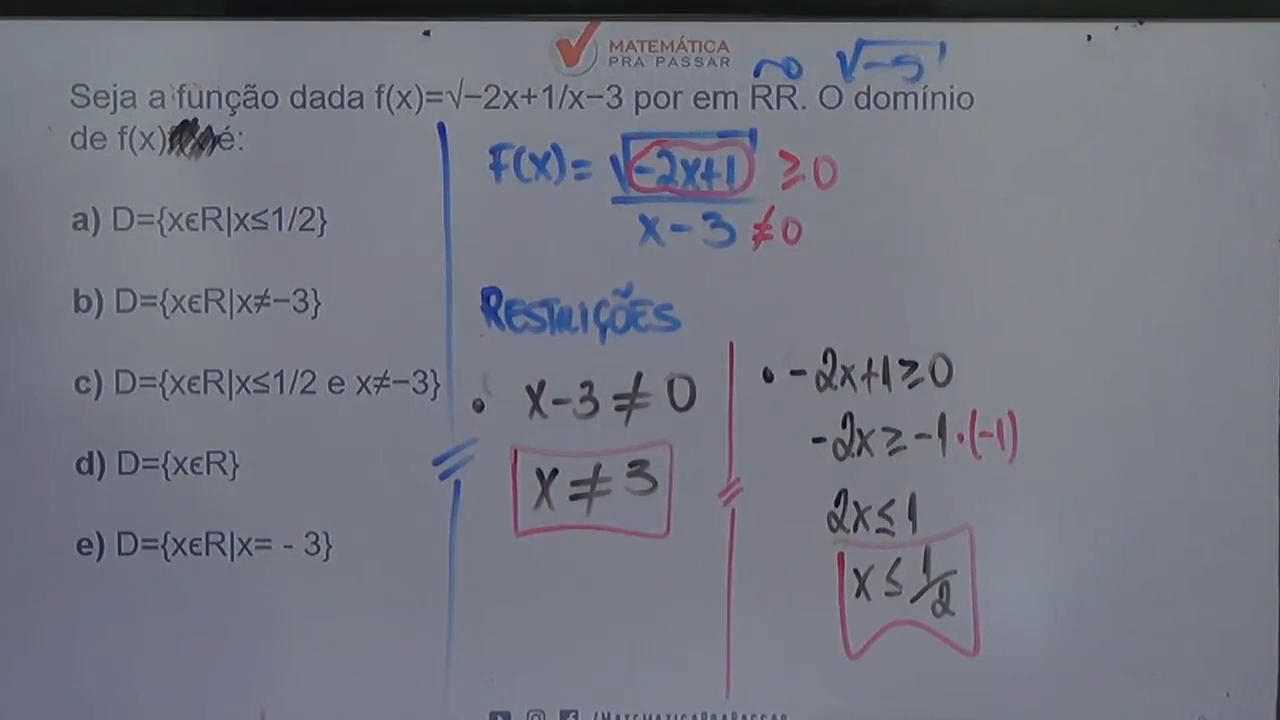 MATEMÁTICA
PRA PASSAR
√-5
Seja a função dada f(x)=√−2x+1/x−3 por em RR. O domínio
de f(x) é:
a) D={xϵR|x≤1/2}
b) D={xϵR|x≠−3}
c) D={xϵR|x≤1/2 e x≠−3}
d) D={xϵR}
e) D={xϵR|x= - 3}
F(x)= √-2x+1 ≥0
x-3 ≠0
RESTRIÇÕES
• x-3≠0
x≠3
• -2x+1≥0
-2x≥-1·(-1)
2x≤1
x≤1/2
/MATEMATICAPRAPASSAR